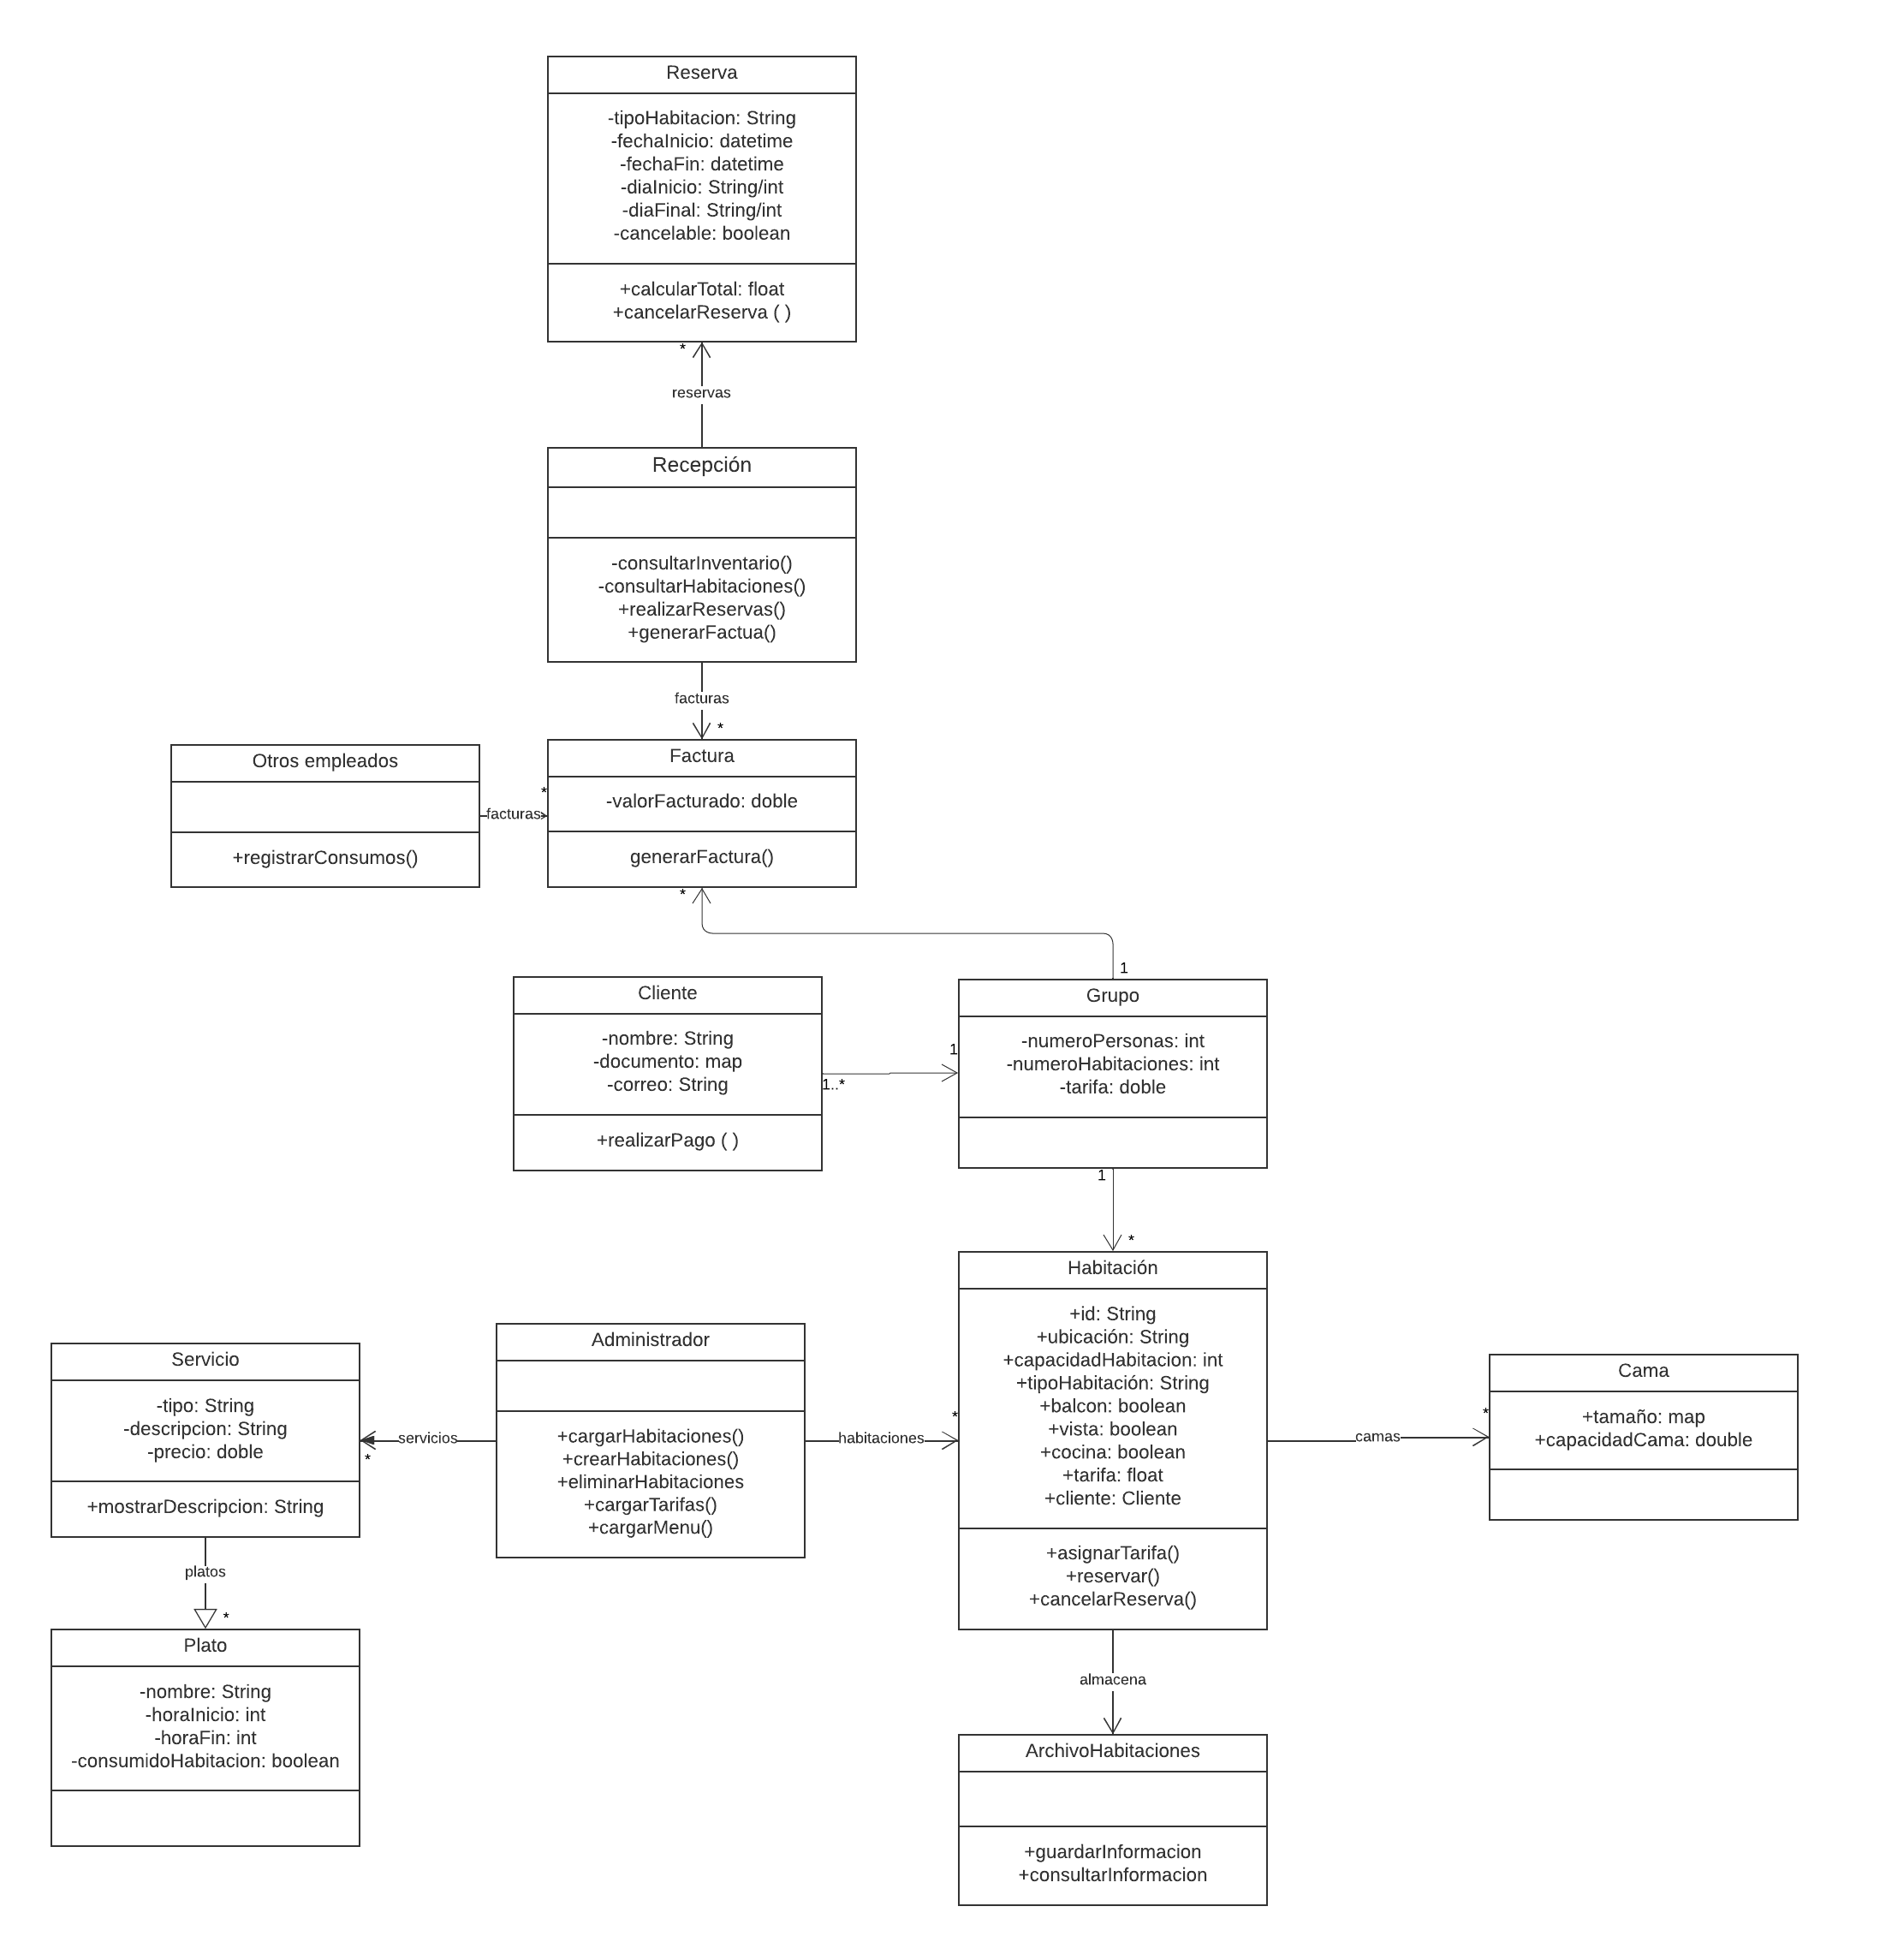 Reserva
-tipoHabitacion: String
-fechaInicio: datetime
-fechaFin: datetime
-diaInicio: String/int
-diaFinal: String/int
-cancelable: boolean
+calcularTotal: float
+cancelarReserva ( )
*
reservas
Recepción
-consultarInventario()
-consultarHabitaciones()
+realizarReservas()
+generarFactua()
facturas
*
Otros empleados
+registrarConsumos()
*
facturas
Factura
-valorFacturado: doble
generarFactura()
*
1
Cliente
-nombre: String
-documento: map
-correo: String
+realizarPago ( )
1
1..*
Grupo
-numeroPersonas: int
-numeroHabitaciones: int
-tarifa: doble
1
*
Habitación
+id: String
+ubicación: String
+capacidadHabitacion: int
+tipoHabitación: String
+balcon: boolean
+vista: boolean
+cocina: boolean
+tarifa: float
+cliente: Cliente
+asignarTarifa()
+reservar()
+cancelarReserva()
Servicio
-tipo: String
-descripcion: String
-precio: doble
+mostrarDescripcion: String
servicios
*
Administrador
+cargarHabitaciones()
+crearHabitaciones()
+eliminarHabitaciones
+cargarTarifas()
+cargarMenu()
*
habitaciones
*
camas
Cama
+tamaño: map
+capacidadCama: double
platos
*
Plato
-nombre: String
-horaInicio: int
-horaFin: int
-consumidoHabitacion: boolean
almacena
ArchivoHabitaciones
+guardarInformacion
+consultarInformacion